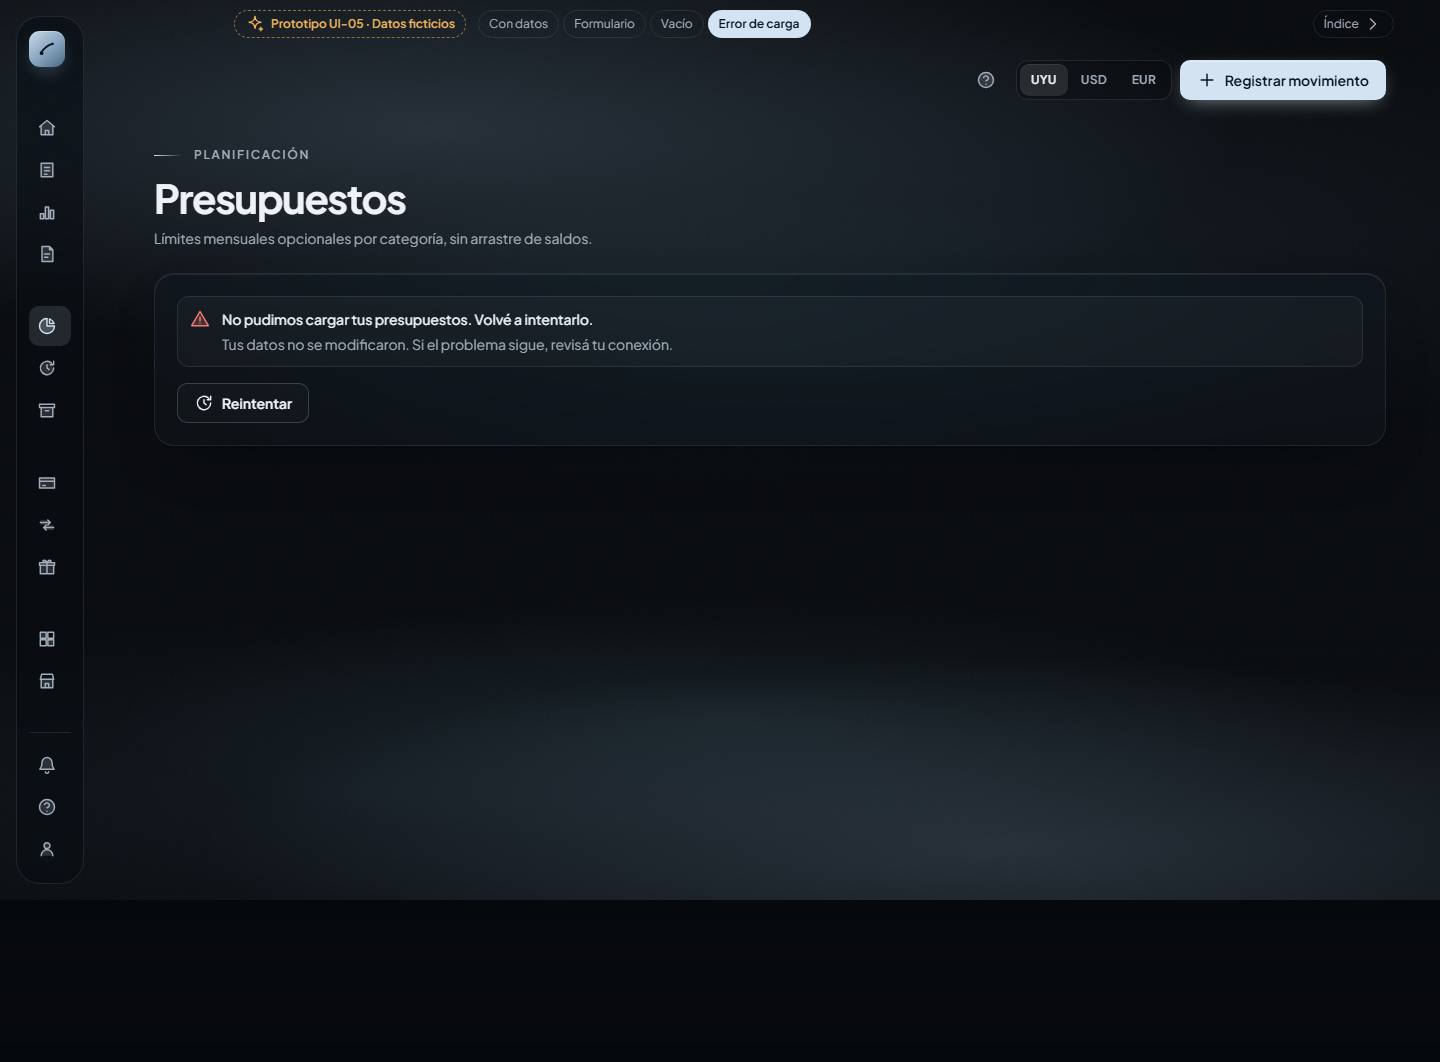 Prototipo UI-05 · Datos ficticios
Con datos
Formulario
Vacío
Error de carga
Índice
UYU
USD
EUR
Registrar movimiento
PLANIFICACIÓN
Presupuestos
Límites mensuales opcionales por categoría, sin arrastre de saldos.
No pudimos cargar tus presupuestos. Volvé a intentarlo.
Tus datos no se modificaron. Si el problema sigue, revisá tu conexión.
Reintentar